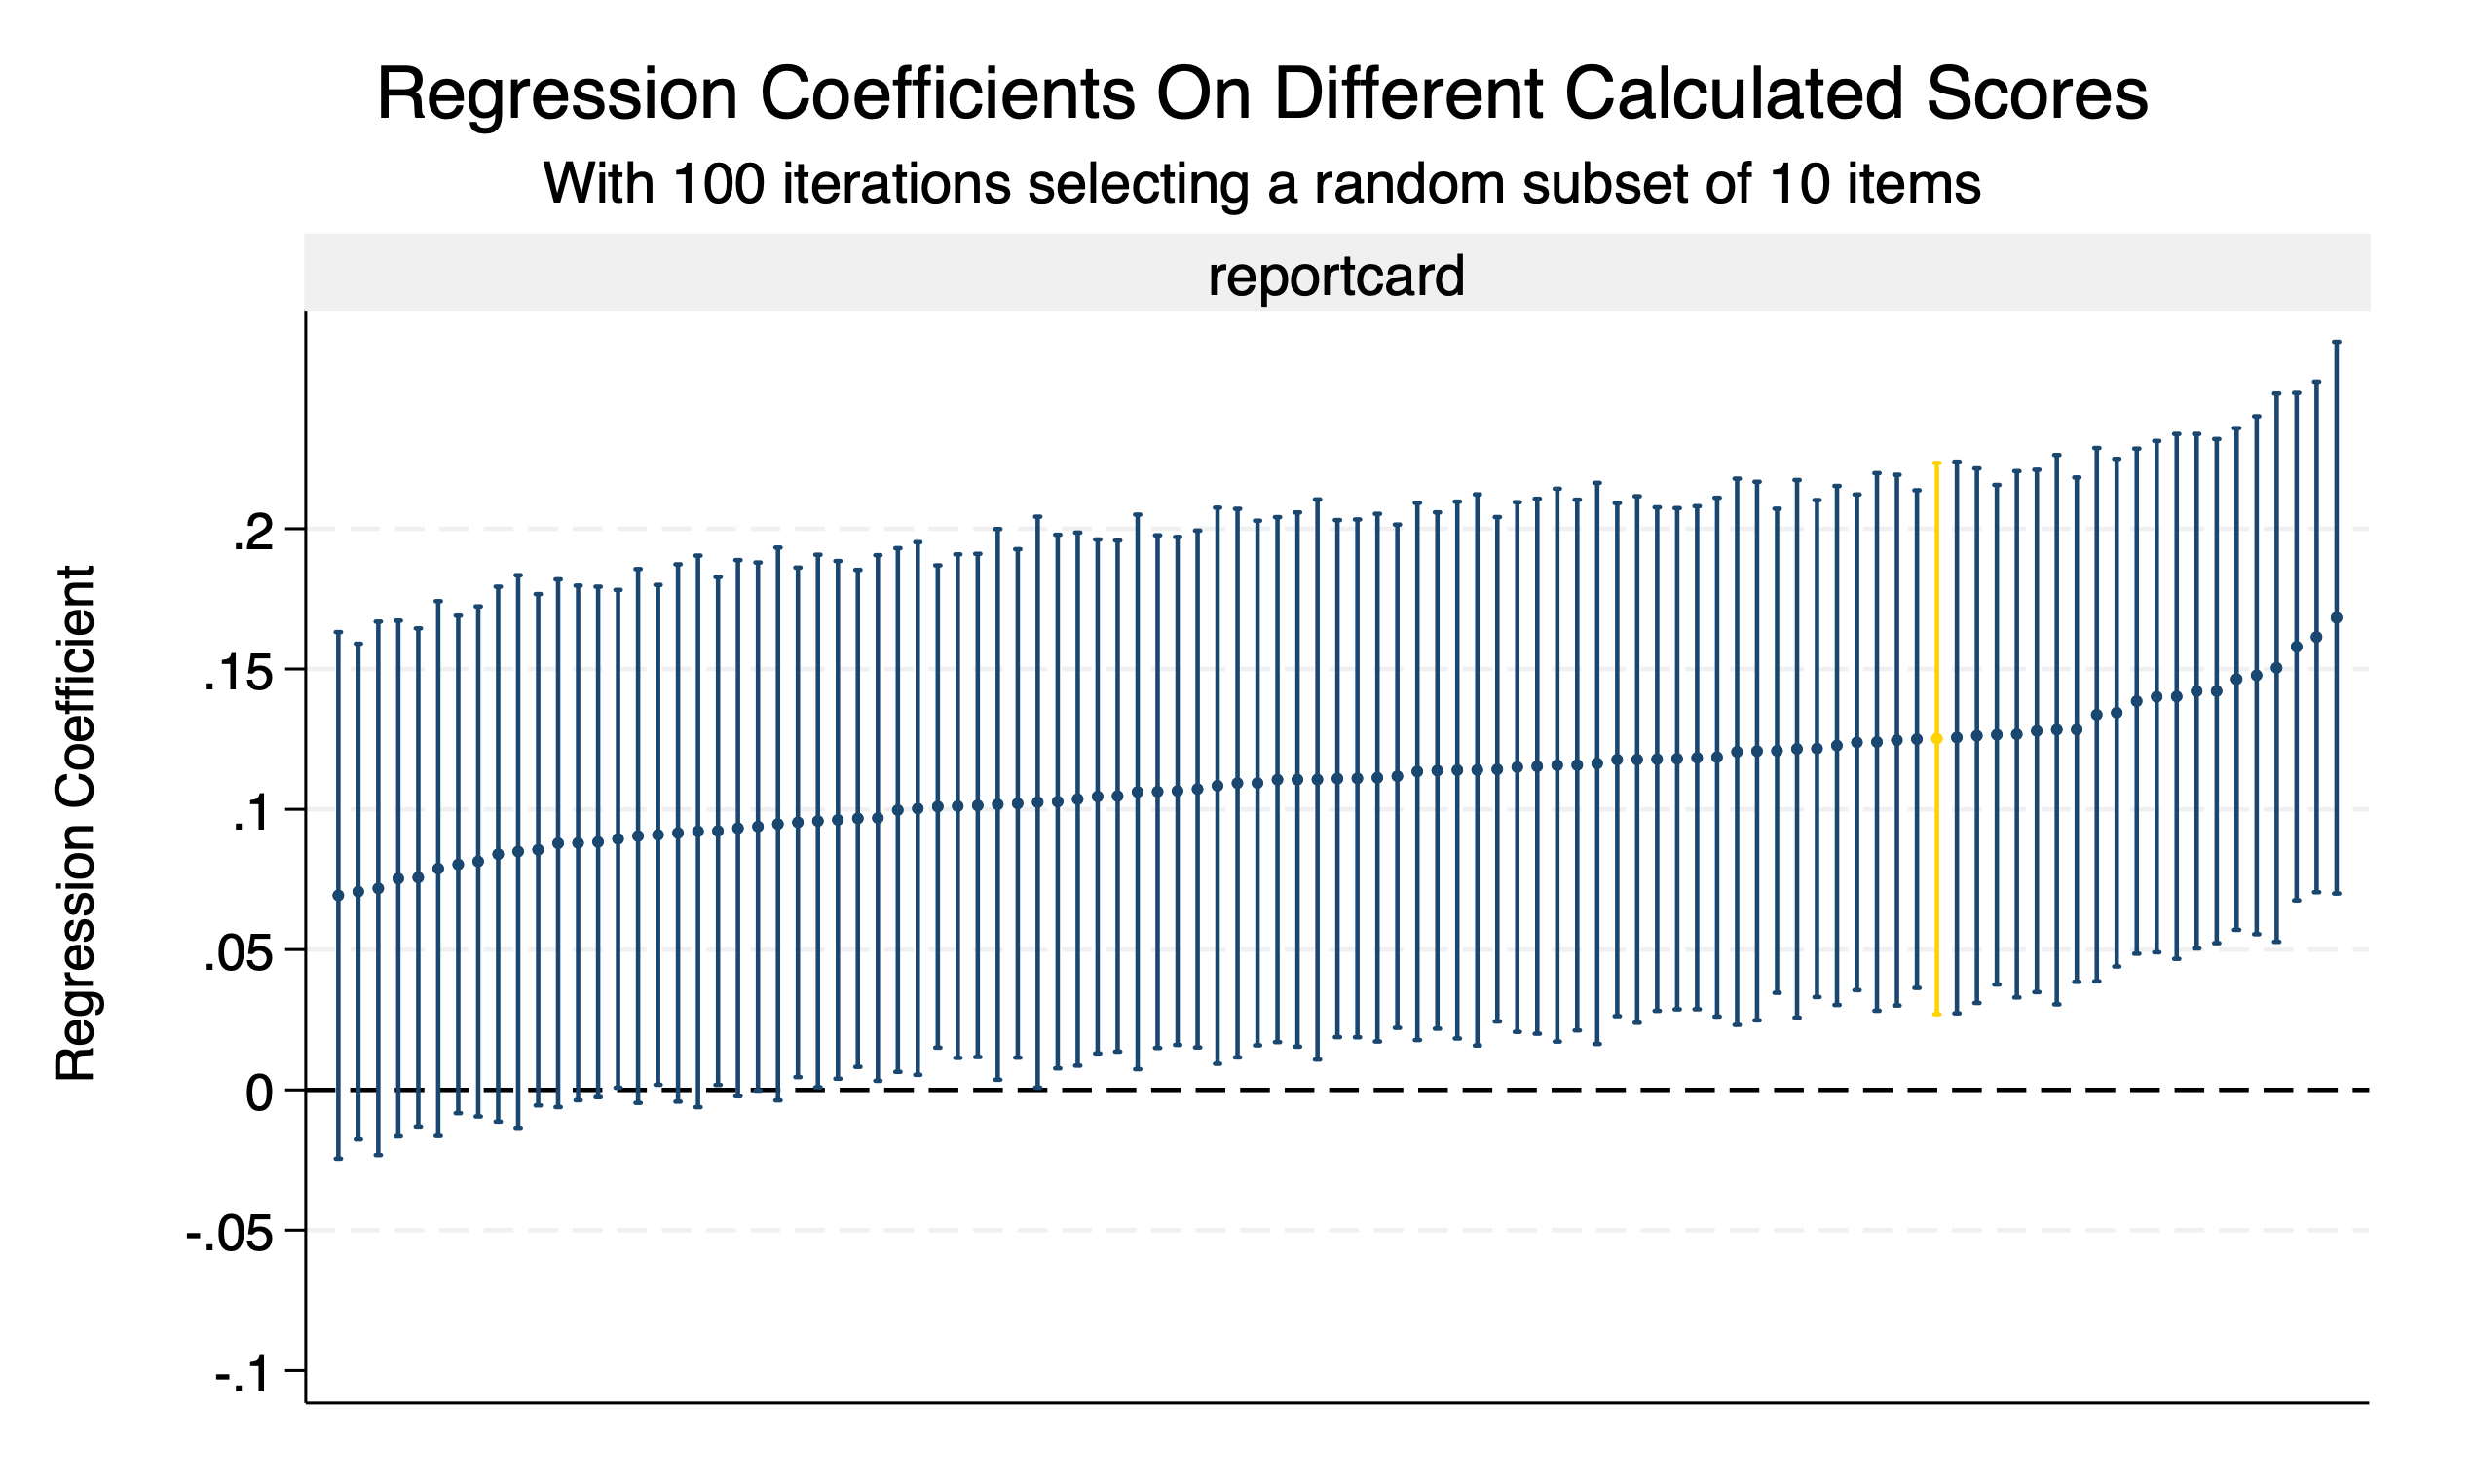 Regression Coefficients On Different Calculated Scores
With 100 iterations selecting a random subset of 10 items
reportcard
Regression Coefficient
.2
.15
.1
.05
0
-.05
-.1